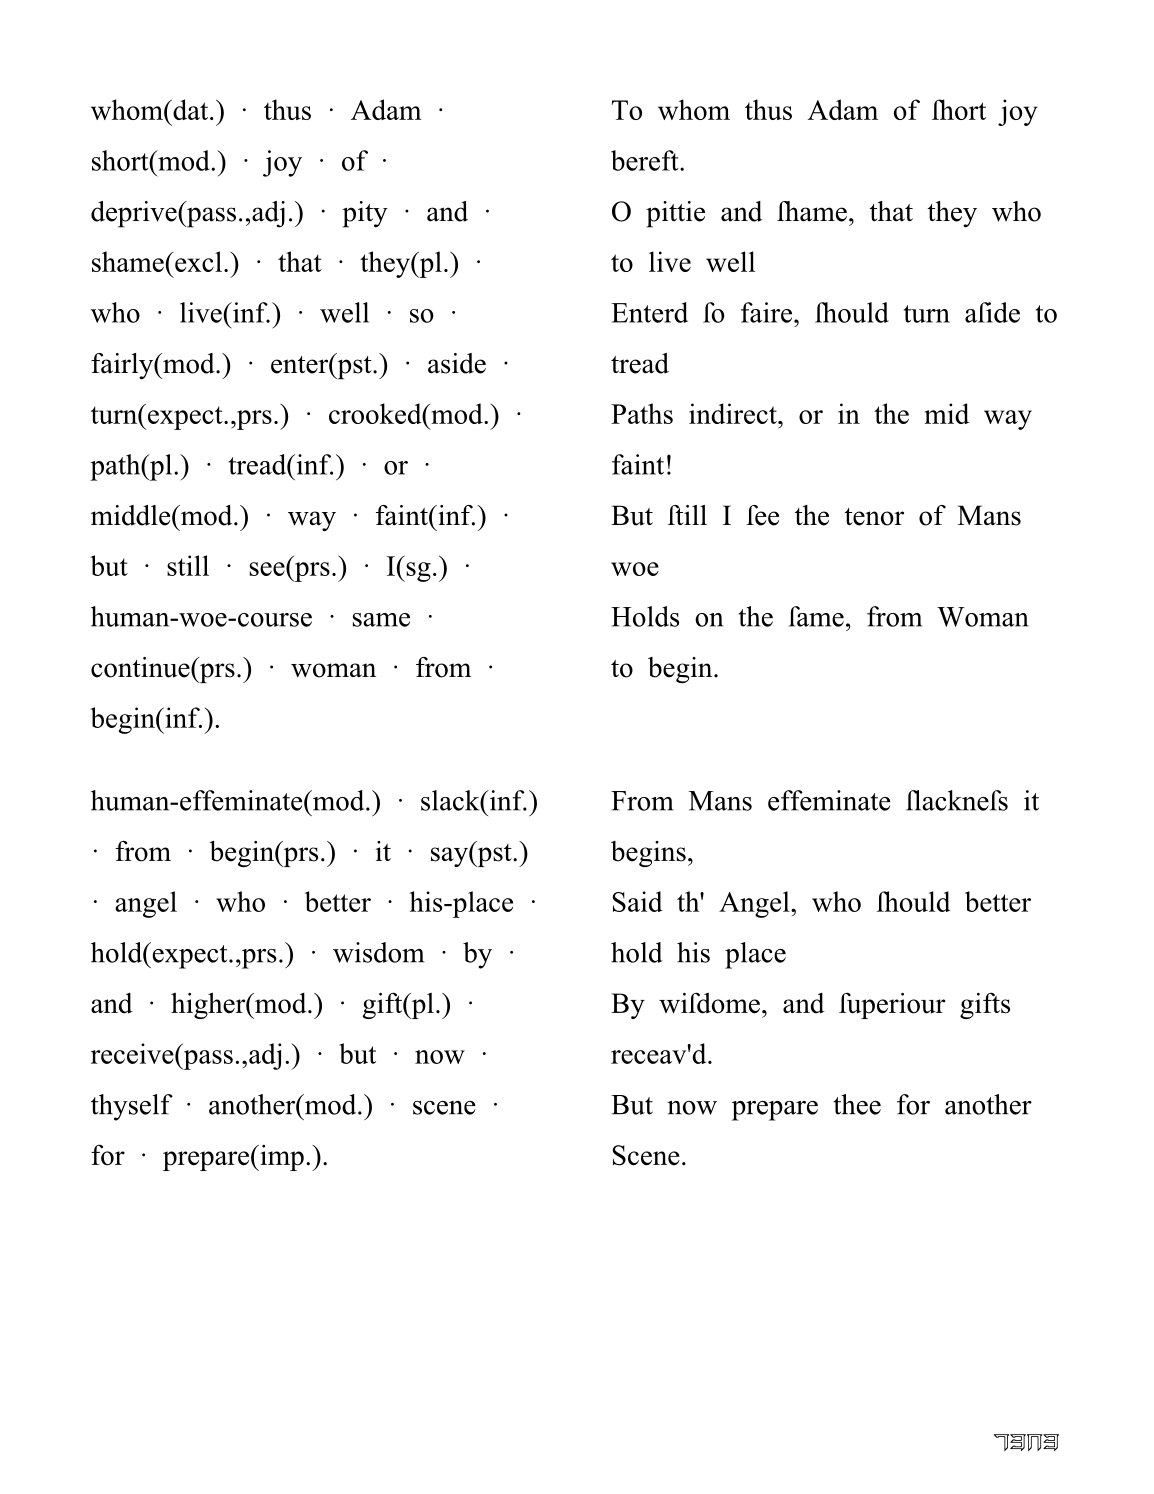 whom(dat.) · thus · Adam ·
short(mod.) · joy · of ·
deprive(pass.,adj.) · pity · and ·
shame(excl.) · that · they(pl.) ·
who · live(inf.) · well · so ·
fairly(mod.) · enter(pst.) · aside ·
turn(expect.,prs.) · crooked(mod.) ·
path(pl.) · tread(inf.) · or ·
middle(mod.) · way · faint(inf.) ·
but · still · see(prs.) · I(sg.) ·
human-woe-course · same ·
continue(prs.) · woman · from ·
begin(inf.).
To whom thus Adam of ſhort joy
bereft.
O pittie and ſhame, that they who
to live well
Enterd ſo faire, ſhould turn aſide to
tread
Paths indirect, or in the mid way
faint!
But ſtill I ſee the tenor of Mans
woe
Holds on the ſame, from Woman
to begin.
human-effeminate(mod.) · slack(inf.)
· from · begin(prs.) · it · say(pst.)
· angel · who · better · his-place ·
hold(expect.,prs.) · wisdom · by ·
and · higher(mod.) · gift(pl.) ·
receive(pass.,adj.) · but · now ·
thyself · another(mod.) · scene ·
for · prepare(imp.).
From Mans effeminate ſlackneſs it
begins,
Said th' Angel, who ſhould better
hold his place
By wiſdome, and ſuperiour gifts
receav'd.
But now prepare thee for another
Scene.